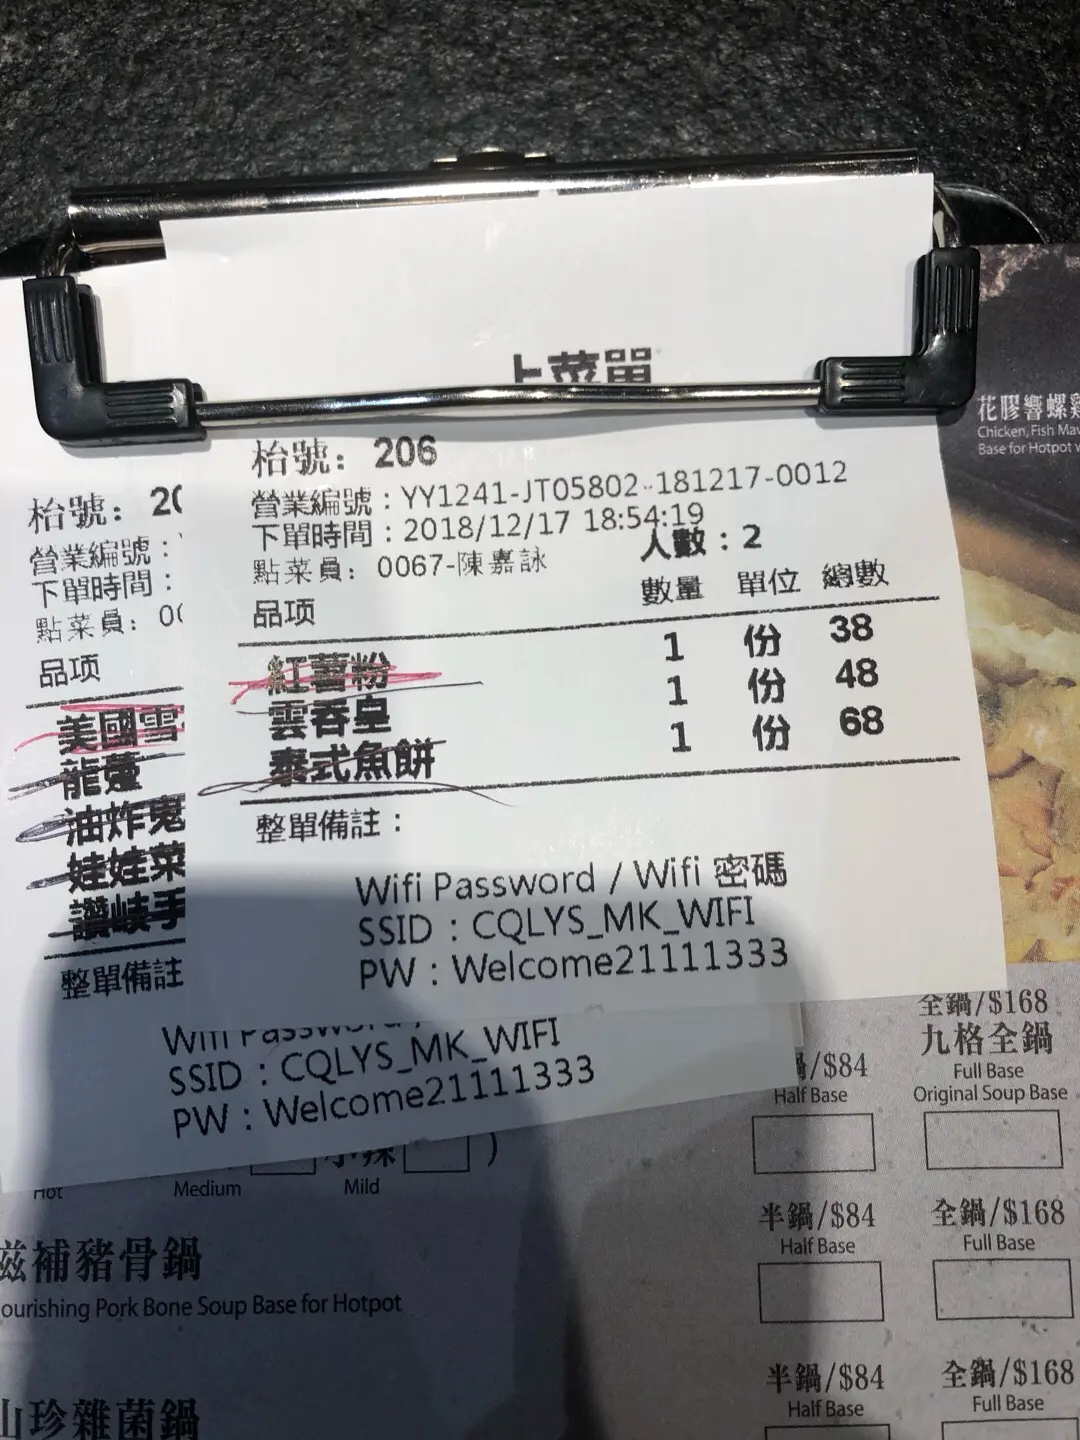 上菜單
枱號：206
營業編號：YY1241-JT05802-181217-0012
下單時間：2018/12/17 18:54:19
人數：2
點菜員： 0067-陳嘉詠
品项 數量 單位 總數
紅薯粉 1 份 38
雲吞皇 1 份 48
泰式魚餅 1 份 68
整單備註：
Wifi Password / Wifi 密碼
SSID：CQLYS_MK_WIFI
PW：Welcome21111333
枱號：
營業編號：
下單時間：
點菜員：
品项
美國雪
龍躉
油炸鬼
娃娃菜
讚岐手
整單備註
Wifi
SSID：CQLYS_MK_WIFI
PW：Welcome21111333
花膠響螺
Chicken, Fish
Base for Hotpot
全鍋/$168
九格全鍋
/$84 Full Base
Half Base Original Soup Base
小辣 )
Hot Medium Mild
半鍋/$84 全鍋/$168
Half Base Full Base
滋補豬骨鍋
ourishing Pork Bone Soup Base for Hotpot
半鍋/$84 全鍋/$168
Half Base Full Base
山珍雜菌鍋